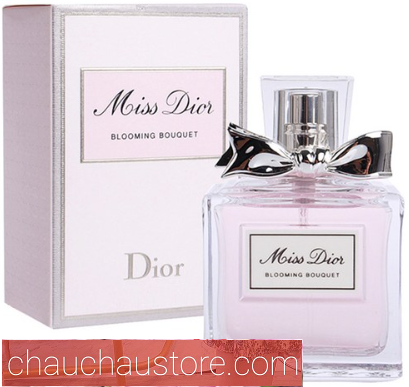 Miss Dior
BLOOMING BOUQUET
Dior
Miss Dior
BLOOMING BOUQUET
chauchaustore.com